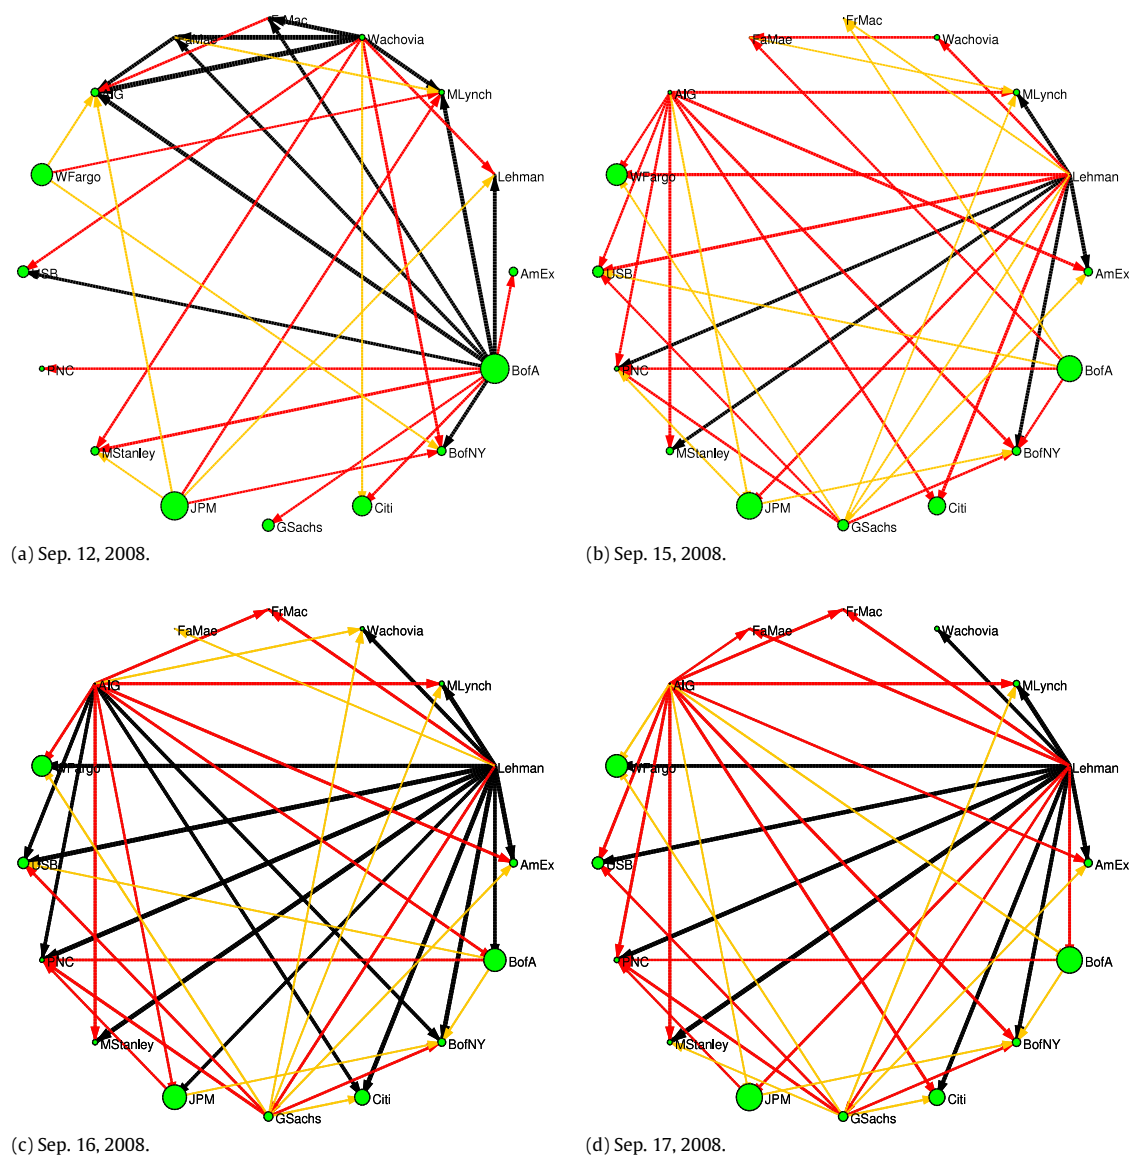 FrMac
FaMae Wachovia
AIG MLynch
WFargo Lehman
USB AmEx
PNC BofA
MStanley BofNY
JPM Citi
GSachs
(a) Sep. 12, 2008.
FrMac
FaMae Wachovia
AIG MLynch
WFargo Lehman
USB AmEx
PNC BofA
MStanley BofNY
JPM Citi
GSachs
(b) Sep. 15, 2008.
FrMac
FaMae Wachovia
AIG MLynch
WFargo Lehman
USB AmEx
PNC BofA
MStanley BofNY
JPM Citi
GSachs
(c) Sep. 16, 2008.
FrMac
FaMae Wachovia
AIG MLynch
WFargo Lehman
USB AmEx
PNC BofA
MStanley BofNY
JPM Citi
GSachs
(d) Sep. 17, 2008.